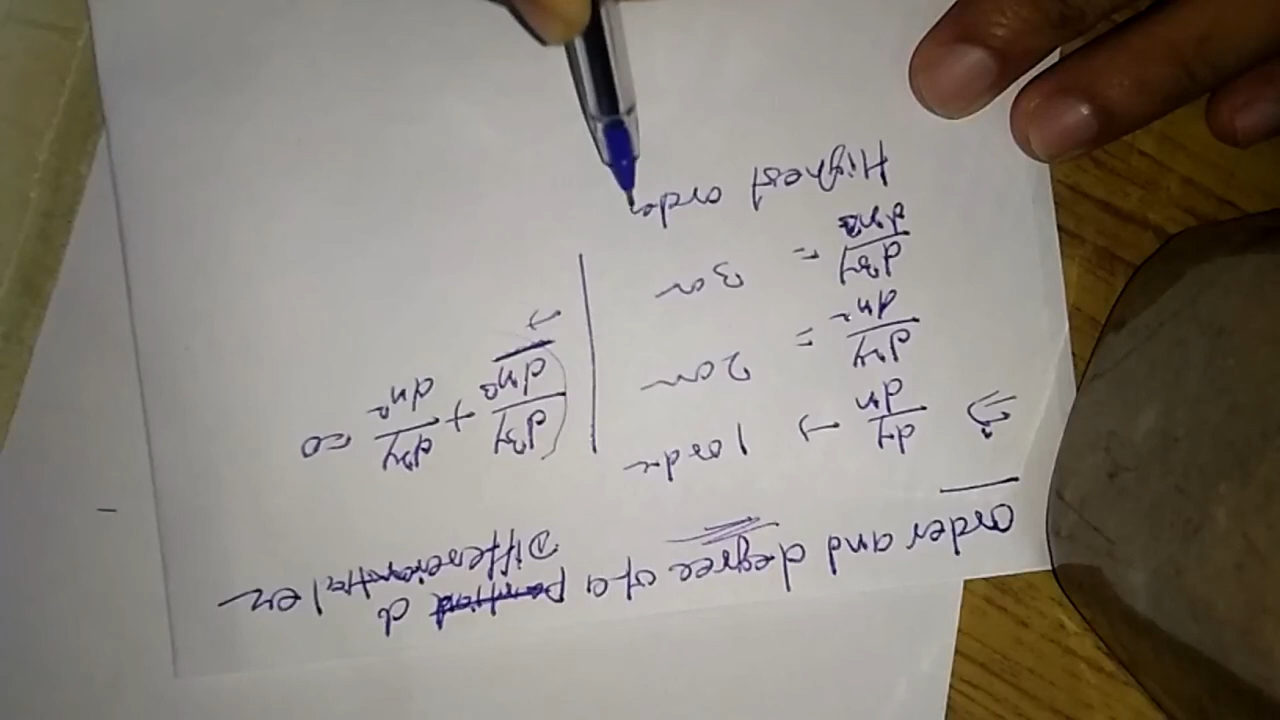 order and degree of a
⇒ dy/dx → 1 orde
d²y/dx² = 2 or
d³y/dx³ = 3 or
Highest order
d³y/dx³ + d²y/dx² = 0